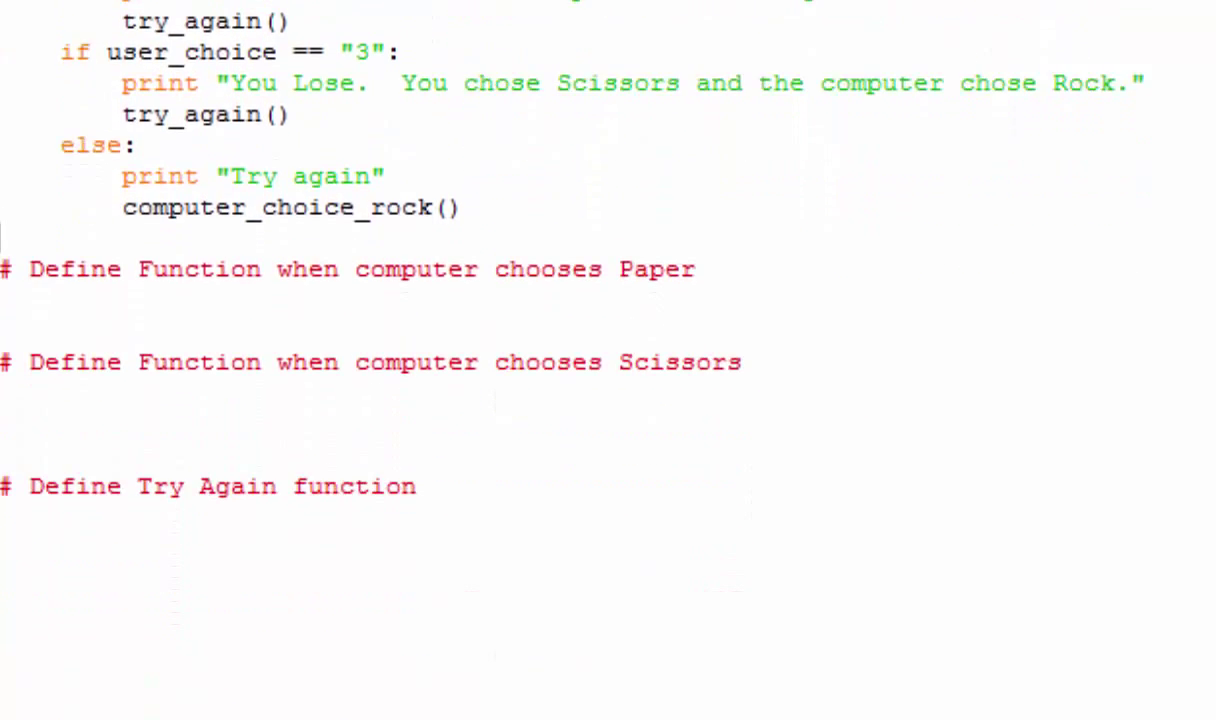 try_again()
if user_choice == "3":
print "You Lose.  You chose Scissors and the computer chose Rock."
try_again()
else:
print "Try again"
computer_choice_rock()
# Define Function when computer chooses Paper
# Define Function when computer chooses Scissors
# Define Try Again function